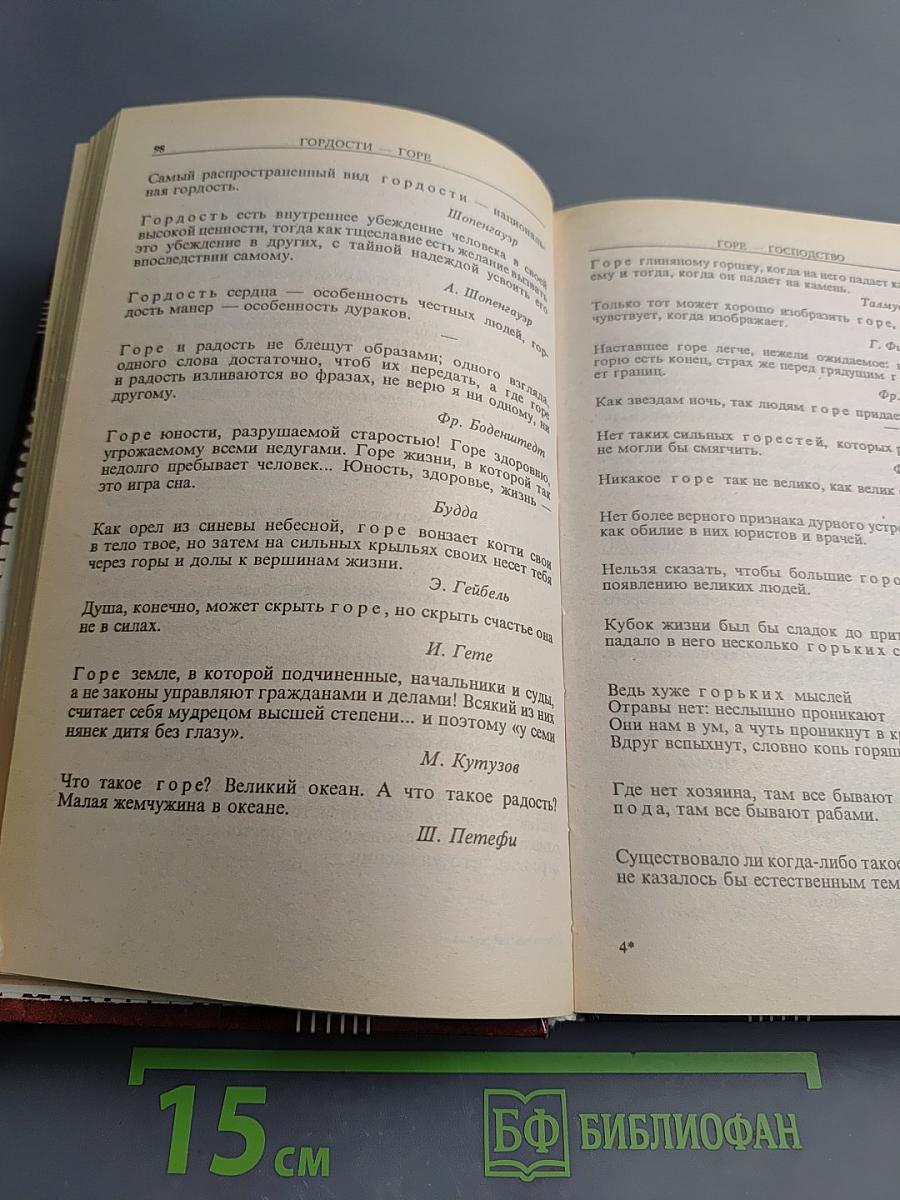 98
ГОРДОСТИ — ГОРЕ
Самый распространенный вид гордости — националь-
ная гордость.
Шопенгауэр
Гордость есть внутреннее убеждение человека в своей
высокой ценности, тогда как тщеславие есть желание вызвать
это убеждение в других, с тайной надеждой усвоить его
впоследствии самому.
А. Шопенгауэр
Гордость сердца — особенность честных людей, гор-
дость манер — особенность дураков.
—
Горе и радость не блещут образами; одного взгляда,
одного слова достаточно, чтоб их передать, а где горе
и радость изливаются во фразах, не верю я ни одному, ни
другому.
Фр. Боденштедт
Горе юности, разрушаемой старостью! Горе здоровью,
угрожаемому всеми недугами. Горе жизни, в которой так
недолго пребывает человек... Юность, здоровье, жизнь —
это игра сна.
Будда
Как орел из синевы небесной, горе вонзает когти свои
в тело твое, но затем на сильных крыльях своих несет тебя
через горы и долы к вершинам жизни.
Э. Гейбель
Душа, конечно, может скрыть горе, но скрыть счастье она
не в силах.
И. Гете
Горе земле, в которой подчиненные, начальники и суды,
а не законы управляют гражданами и делами! Всякий из них
считает себя мудрецом высшей степени... и поэтому «у семи
нянек дитя без глазу».
М. Кутузов
Что такое горе? Великий океан. А что такое радость?
Малая жемчужина в океане.
Ш. Петефи
ГОРЕ — ГОСПОДСТВО
Горе глиняному горшку, когда на него падает ка
ему и тогда, когда он падает на камень.
Талму
Только тот может хорошо изобразить горе,
чувствует, когда изображает.
Г. Фи
Наставшее горе легче, нежели ожидаемое:
горю есть конец, страх же перед грядущим г
ет границ.
Фр.
Как звездам ночь, так людям горе придае
Нет таких сильных горестей, которых
не могли бы смягчить.
Никакое горе так не велико, как велик
Нет более верного признака дурного устро
как обилие в них юристов и врачей.
Нельзя сказать, чтобы большие горо
появлению великих людей.
Кубок жизни был бы сладок до прит
падало в него несколько горьких с
Ведь хуже горьких мыслей
Отравы нет: неслышно проникают
Они нам в ум, а чуть проникнут в к
Вдруг вспыхнут, словно копь горящ
Где нет хозяина, там все бывают
пода, там все бывают рабами.
Существовало ли когда-либо такое
не казалось бы естественным тем
4*
15 см
БФ БИБЛИОФАН